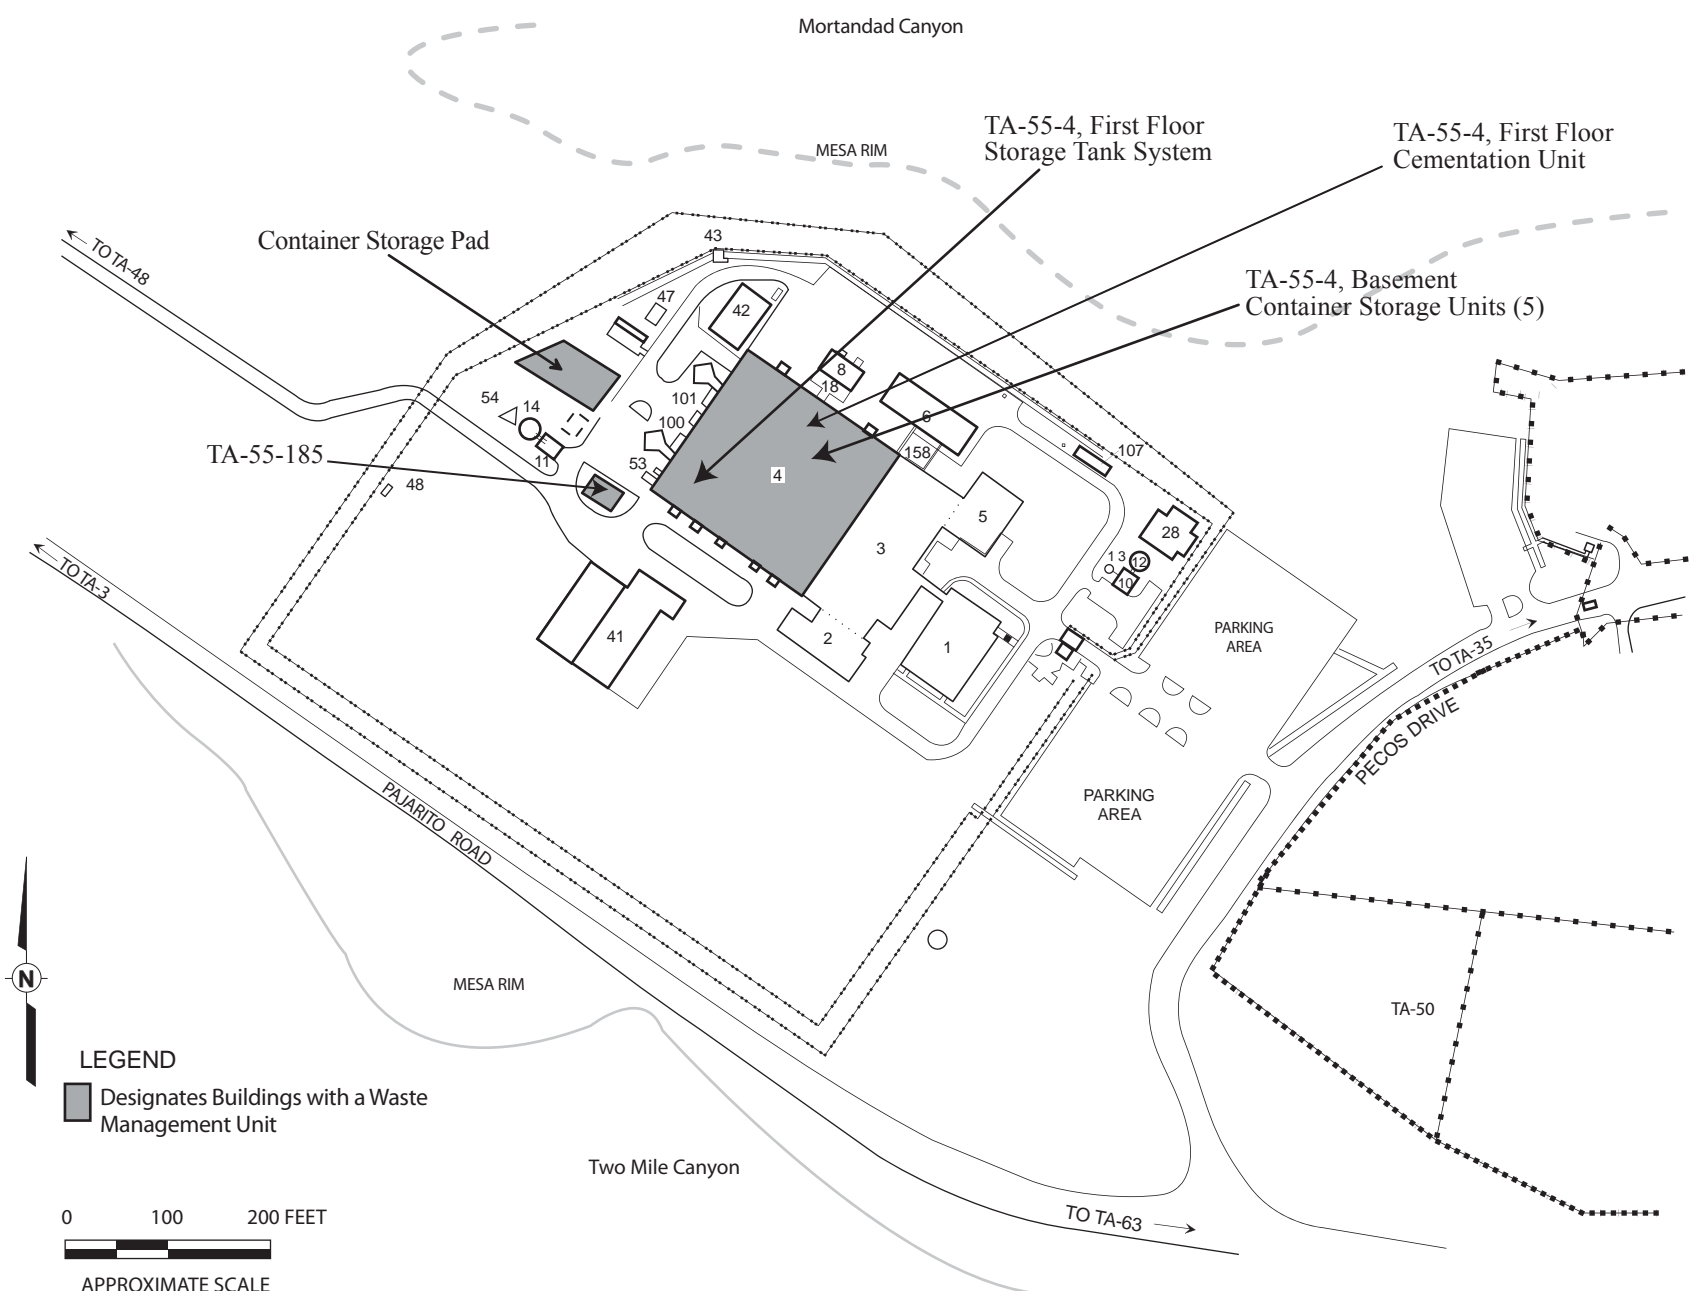 Mortandad Canyon
TA-55-4, First Floor
Storage Tank System
TA-55-4, First Floor
Cementation Unit
MESA RIM
Container Storage Pad
43
TO TA-48
TA-55-4, Basement
Container Storage Units (5)
47
42
8
18
101
54
14
6
100
107
158
TA-55-185
11
53
4
48
5
28
3
1 3
12
10
TO TA-3
41
2
1
PARKING
AREA
TO TA-35
PECOS DRIVE
PARKING
AREA
PAJARITO ROAD
N
MESA RIM
TA-50
LEGEND
Designates Buildings with a Waste
Management Unit
Two Mile Canyon
0 100 200 FEET
TO TA-63
APPROXIMATE SCALE